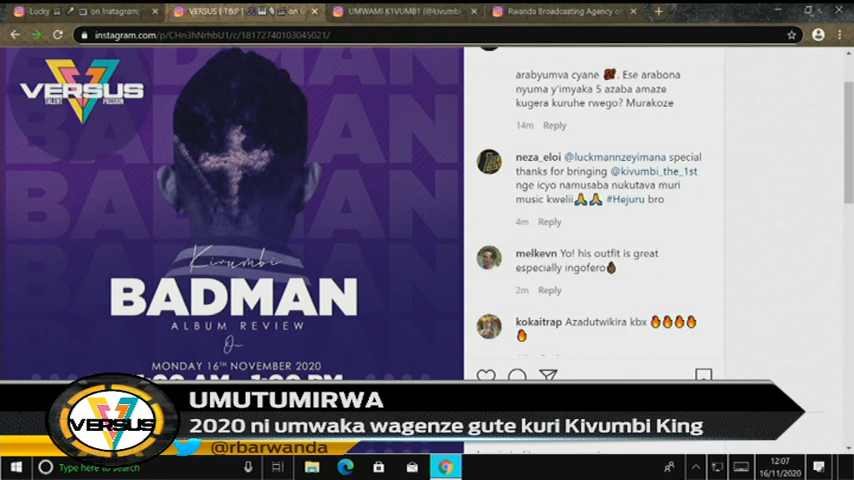 Lucky
on Instagram:
VERSUS [ T&P ]
on
UMWAMI K1VUMB1 (@kivumbi
Rwanda Broadcasting Agency on
instagram.com/p/CHn3hNrhbU1/c/18172740103045021/
VERSUS
TALENT PASSION
BADMAN
BADMAN
BADMAN
BADMAN
Kivumbi
BADMAN
ALBUM REVIEW
On
MONDAY 16TH NOVEMBER 2020
arabyumva cyane . Ese arabona
nyuma y'imyaka 5 azaba amaze
kugera kuruhe rwego? Murakoze
14m Reply
neza_eloi @luckmannzeyimana special
thanks for bringing @kivumbi_the_1st
nge icyo namusaba nukutava muri
music kwelii🙏🙏 #Hejuru bro
4m Reply
melkevn Yo! his outfit is great
especially ingofero
2m Reply
kokaitrap Azadutwikira kbx 🔥🔥🔥🔥
🔥
VERSUS
UMUTUMIRWA
2020 ni umwaka wagenze gute kuri Kivumbi King
@rbarwanda
Type here to search
12:07
16/11/2020